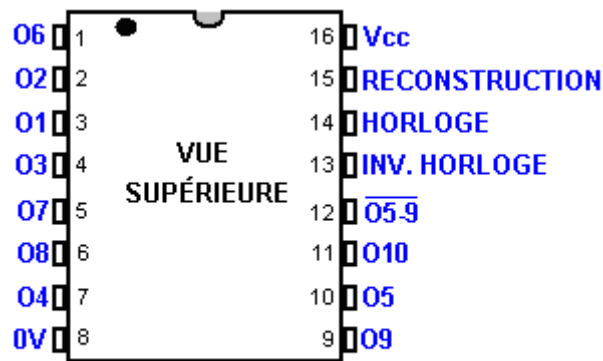 O6 1 16 Vcc
O2 2 15 RECONSTRUCTION
O1 3 14 HORLOGE
O3 4 13 INV. HORLOGE
VUE
SUPÉRIEURE
O7 5 12 O5-9
O8 6 11 O10
O4 7 10 O5
0V 8 9 O9